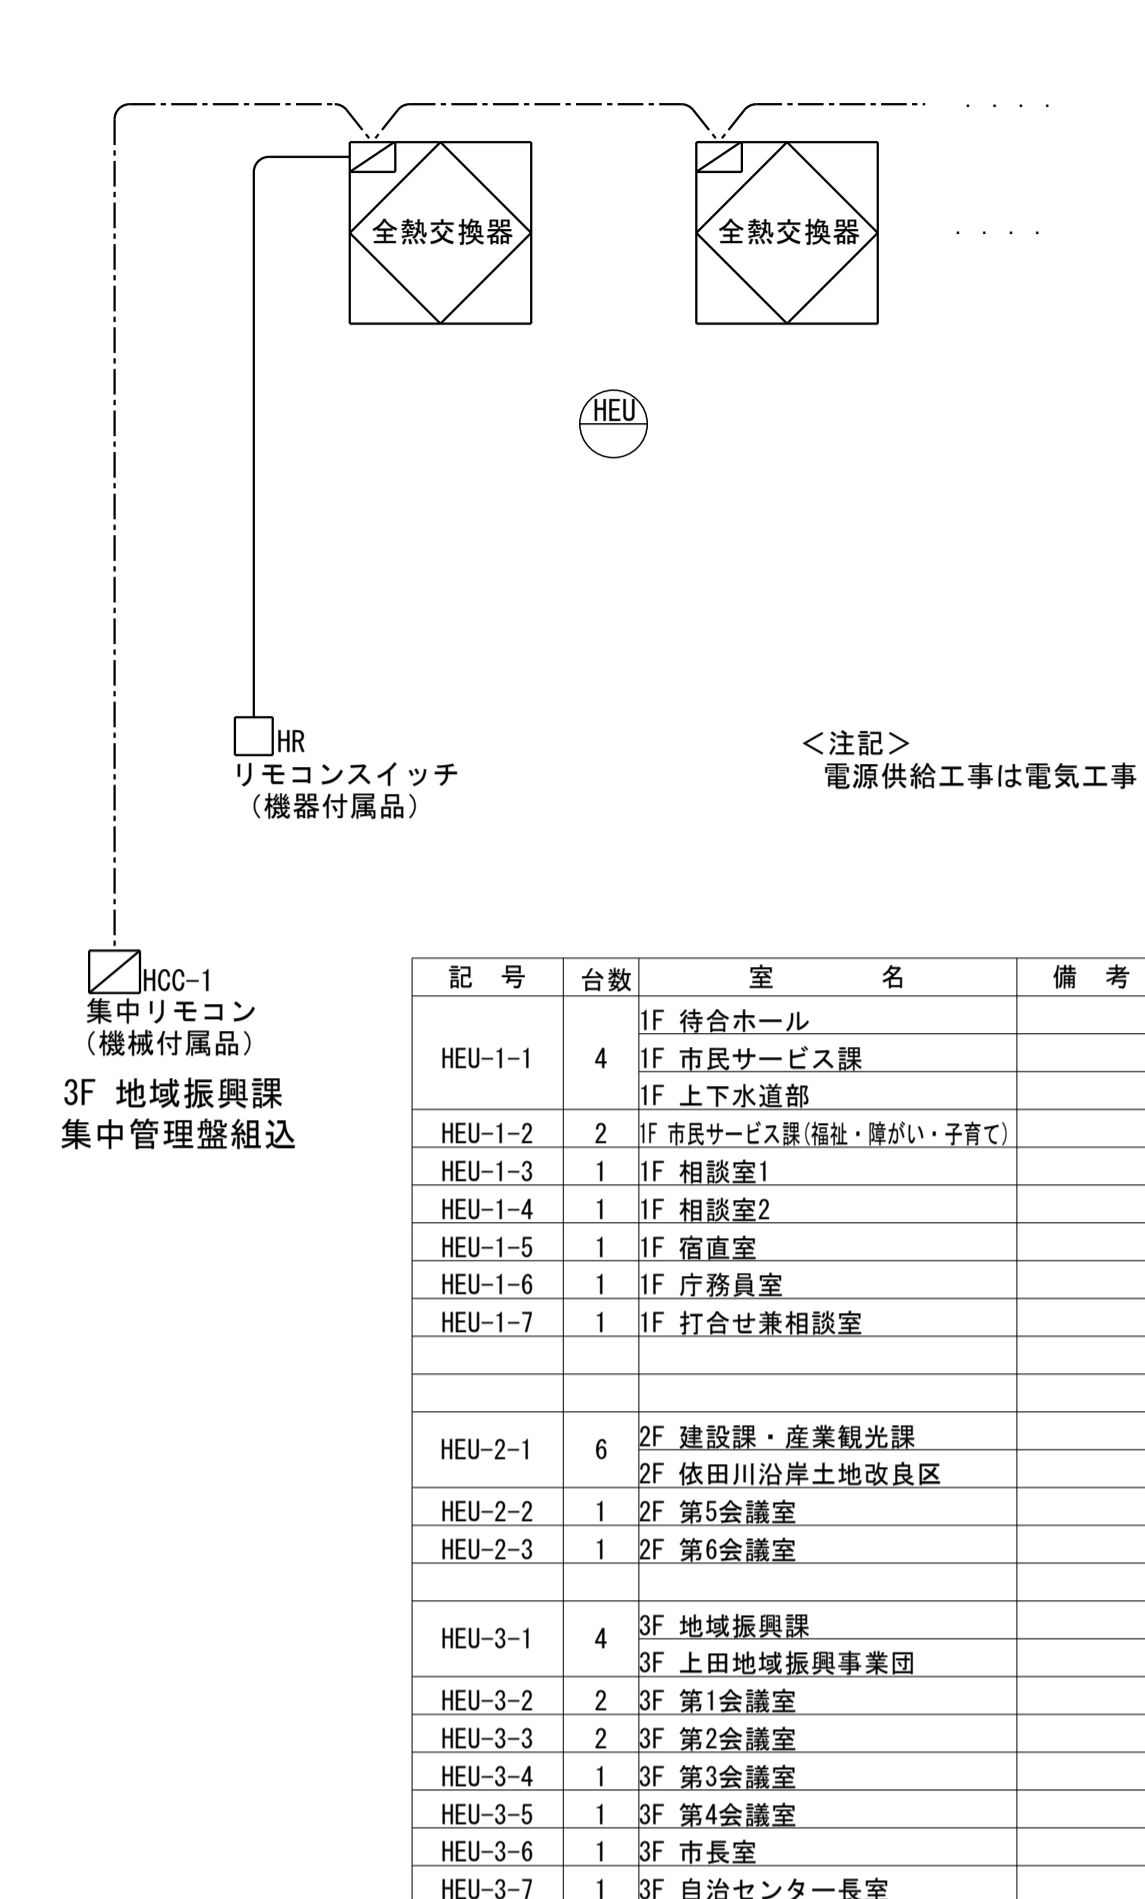 全熱交換器 全熱交換器
HEU
HR
リモコンスイッチ
(機器付属品)
<注記>
電源供給工事は電気工事
HCC-1
集中リモコン
(機械付属品)
3F 地域振興課
集中管理盤組込
記 号 台数 室 名 備 考
HEU-1-1 4 1F 待合ホール
1F 市民サービス課
1F 上下水道部
HEU-1-2 2 1F 市民サービス課(福祉・障がい・子育て)
HEU-1-3 1 1F 相談室1
HEU-1-4 1 1F 相談室2
HEU-1-5 1 1F 宿直室
HEU-1-6 1 1F 庁務員室
HEU-1-7 1 1F 打合せ兼相談室
HEU-2-1 6 2F 建設課・産業観光課
2F 依田川沿岸土地改良区
HEU-2-2 1 2F 第5会議室
HEU-2-3 1 2F 第6会議室
HEU-3-1 4 3F 地域振興課
3F 上田地域振興事業団
HEU-3-2 2 3F 第1会議室
HEU-3-3 2 3F 第2会議室
HEU-3-4 1 3F 第3会議室
HEU-3-5 1 3F 第4会議室
HEU-3-6 1 3F 市長室
HEU-3-7 1 3F 自治センター長室